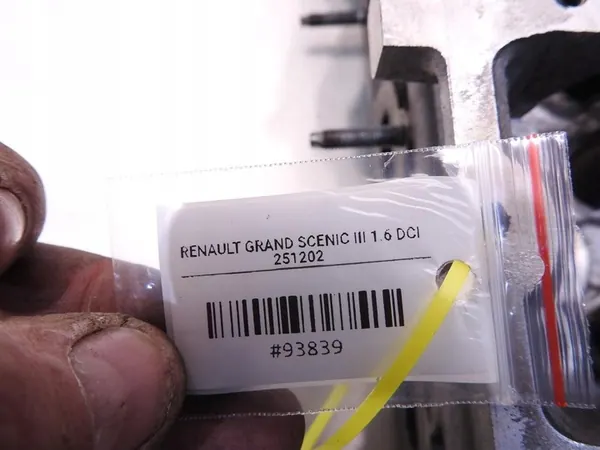 RENAULT GRAND SCENIC III 1.6 DCI
251202
#93839